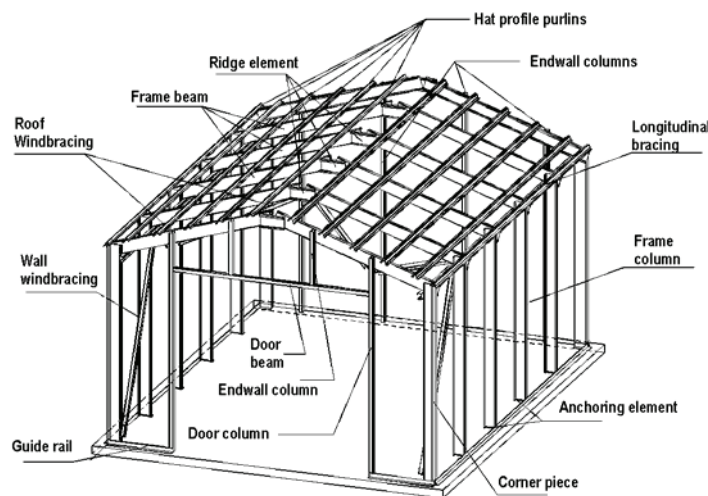 Hat profile purlins
Ridge element
Endwall columns
Frame beam
Roof
Windbracing
Longitudinal
bracing
Wall
windbracing
Frame
column
Door
beam
Endwall column
Door column
Anchoring element
Guide rail
Corner piece